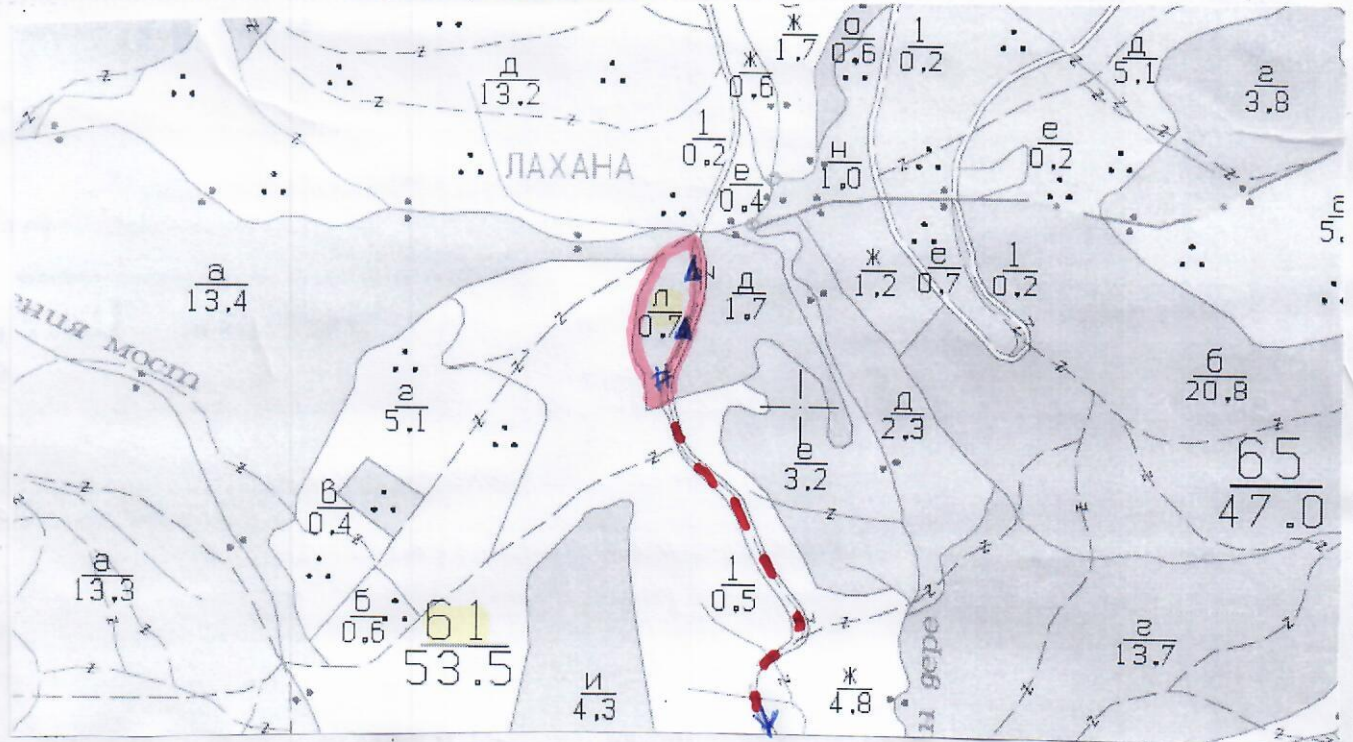 ж
1.7
а
0.6
1
0.2
д
13.2
ж
0.6
д
5.1
г
3.8
1
0.2
е
0.2
ЛАХАНА
е
0.4
н
1.0
5.
а
13.4
л
0.7
д
1.7
ж
1.2
е
0.7
1
0.2
мост
г
5.1
б
20.8
д
2.3
е
3.2
65
47.0
в
0.4
а
13.3
1
0.5
б
0.6
61
53.5
г
13.7
и
4.3
ж
4.8
дере